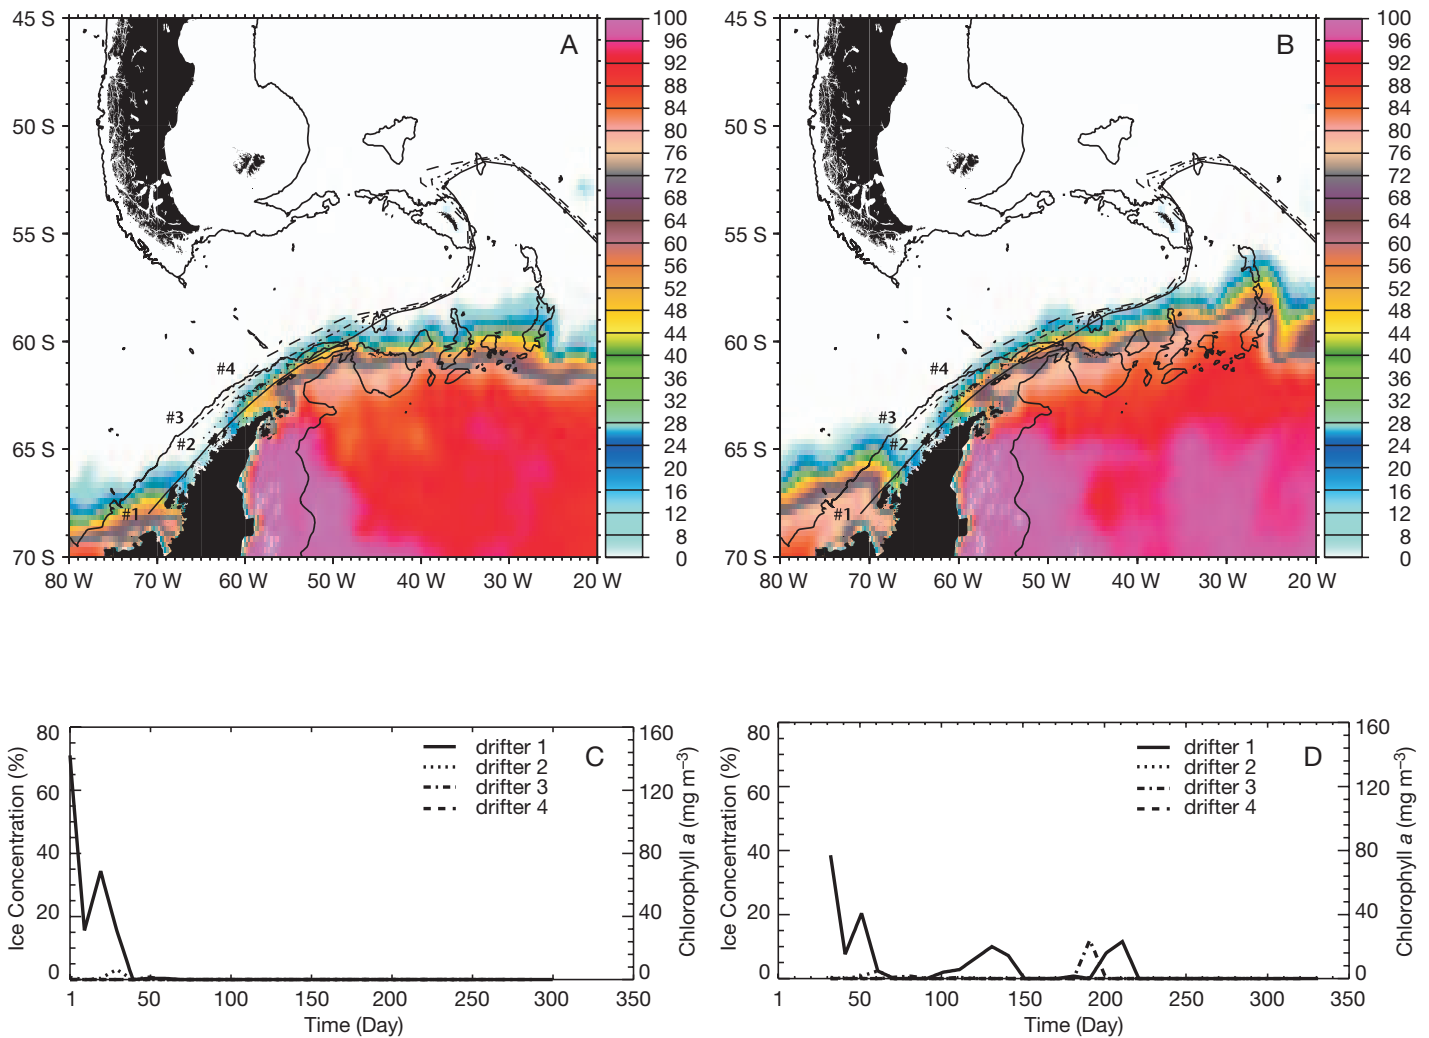 A
45 S
50 S
55 S
60 S
65 S
70 S
80 W
70 W
60 W
50 W
40 W
30 W
20 W
#4
#3
#2
#1
100
96
92
88
84
80
76
72
68
64
60
56
52
48
44
40
36
32
28
24
20
16
12
8
4
0
B
45 S
50 S
55 S
60 S
65 S
70 S
80 W
70 W
60 W
50 W
40 W
30 W
20 W
#4
#3
#2
#1
100
96
92
88
84
80
76
72
68
64
60
56
52
48
44
40
36
32
28
24
20
16
12
8
4
0
C
Ice Concentration (%)
80
60
40
20
0
drifter 1
drifter 2
drifter 3
drifter 4
160
120
80
40
0
Chlorophyll a (mg m–3)
1
50
100
150
200
250
300
350
Time (Day)
D
Ice Concentration (%)
80
60
40
20
0
drifter 1
drifter 2
drifter 3
drifter 4
160
120
80
40
0
Chlorophyll a (mg m–3)
1
50
100
150
200
250
300
350
Time (Day)